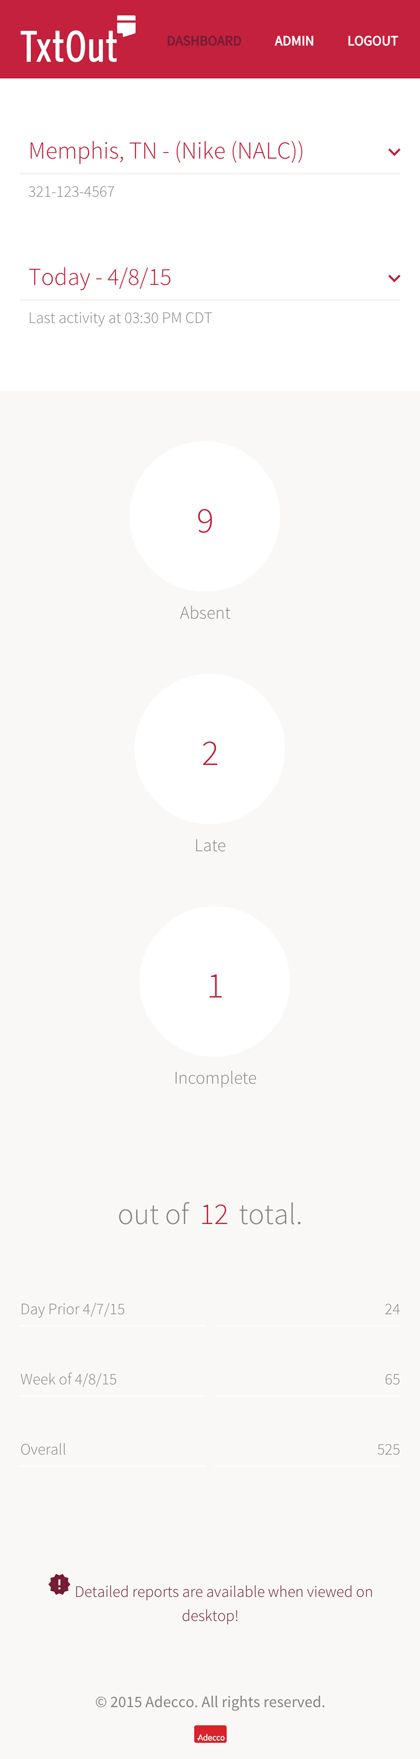 TxtOut
DASHBOARD ADMIN LOGOUT
Memphis, TN - (Nike (NALC))
321-123-4567
Today - 4/8/15
Last activity at 03:30 PM CDT
9
Absent
2
Late
1
Incomplete
out of 12 total.
Day Prior 4/7/15 24
Week of 4/8/15 65
Overall 525
Detailed reports are available when viewed on
desktop!
© 2015 Adecco. All rights reserved.
Adecco